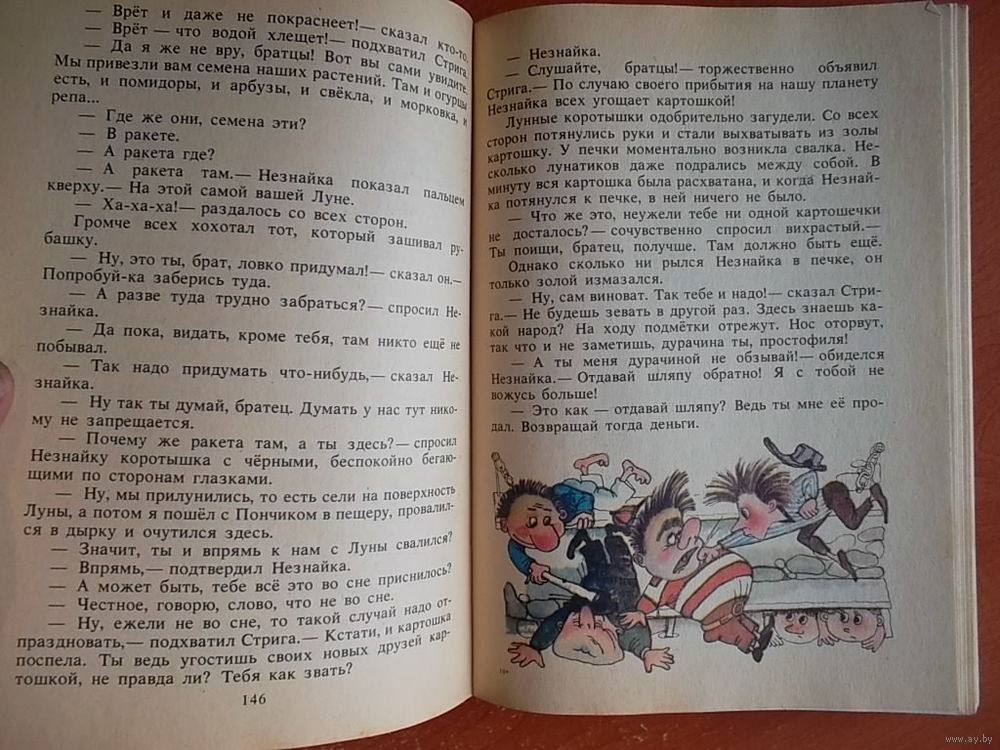 — Врёт и даже не покраснеет!— сказал кто-то.
— Врёт — что водой хлещет!— подхватил Стрига.
— Да я же не вру, братцы! Вот вы сами увидите.
Мы привезли вам семена наших растений. Там и огурцы
есть, и помидоры, и арбузы, и свёкла, и морковка, и
репа...
— Где же они, семена эти?
— В ракете.
— А ракета где?
— А ракета там.— Незнайка показал пальцем
кверху.— На этой самой вашей Луне.
— Ха-ха-ха!— раздалось со всех сторон.
Громче всех хохотал тот, который зашивал ру-
башку.
— Ну, это ты, брат, ловко придумал!— сказал он.—
Попробуй-ка заберись туда.
— А разве туда трудно забраться?— спросил Не-
знайка.
— Да пока, видать, кроме тебя, там никто ещё не
побывал.
— Так надо придумать что-нибудь,— сказал Не-
знайка.
— Ну так ты думай, братец. Думать у нас тут нико-
му не запрещается.
— Почему же ракета там, а ты здесь?— спросил
Незнайку коротышка с чёрными, беспокойно бегаю-
щими по сторонам глазками.
— Ну, мы прилунились, то есть сели на поверхность
Луны, а потом я пошёл с Пончиком в пещеру, провалил-
ся в дырку и очутился здесь.
— Значит, ты и впрямь к нам с Луны свалился?
— Впрямь,— подтвердил Незнайка.
— А может быть, тебе всё это во сне приснилось?
— Честное, говорю, слово, что не во сне.
— Ну, ежели не во сне, то такой случай надо от-
праздновать,— подхватил Стрига.— Кстати, и картошка
поспела. Ты ведь угостишь своих новых друзей кар-
тошкой, не правда ли? Тебя как звать?
146
— Незнайка.
— Слушайте, братцы!— торжественно объявил
Стрига.— По случаю своего прибытия на нашу планету
Незнайка всех угощает картошкой!
Лунные коротышки одобрительно загудели. Со всех
сторон потянулись руки и стали выхватывать из золы
картошку. У печки моментально возникла свалка. Не-
сколько лунатиков даже подрались между собой. В
минуту вся картошка была расхватана, и когда Незнай-
ка потянулся к печке, в ней ничего не было.
— Что же это, неужели тебе ни одной картошечки
не досталось?— сочувственно спросил вихрастый.—
Ты поищи, братец, получше. Там должно быть ещё.
Однако сколько ни рылся Незнайка в печке, он
только золой измазался.
— Ну, сам виноват. Так тебе и надо!— сказал Стри-
га.— Не будешь зевать в другой раз. Здесь знаешь ка-
кой народ? На ходу подмётки отрежут. Нос оторвут,
так что и не заметишь, дурачина ты, простофиля!
— А ты меня дурачиной не обзывай!— обиделся
Незнайка.— Отдавай шляпу обратно! Я с тобой не
вожусь больше!
— Это как — отдавай шляпу? Ведь ты мне её про-
дал. Возвращай тогда деньги.
www.ay.by